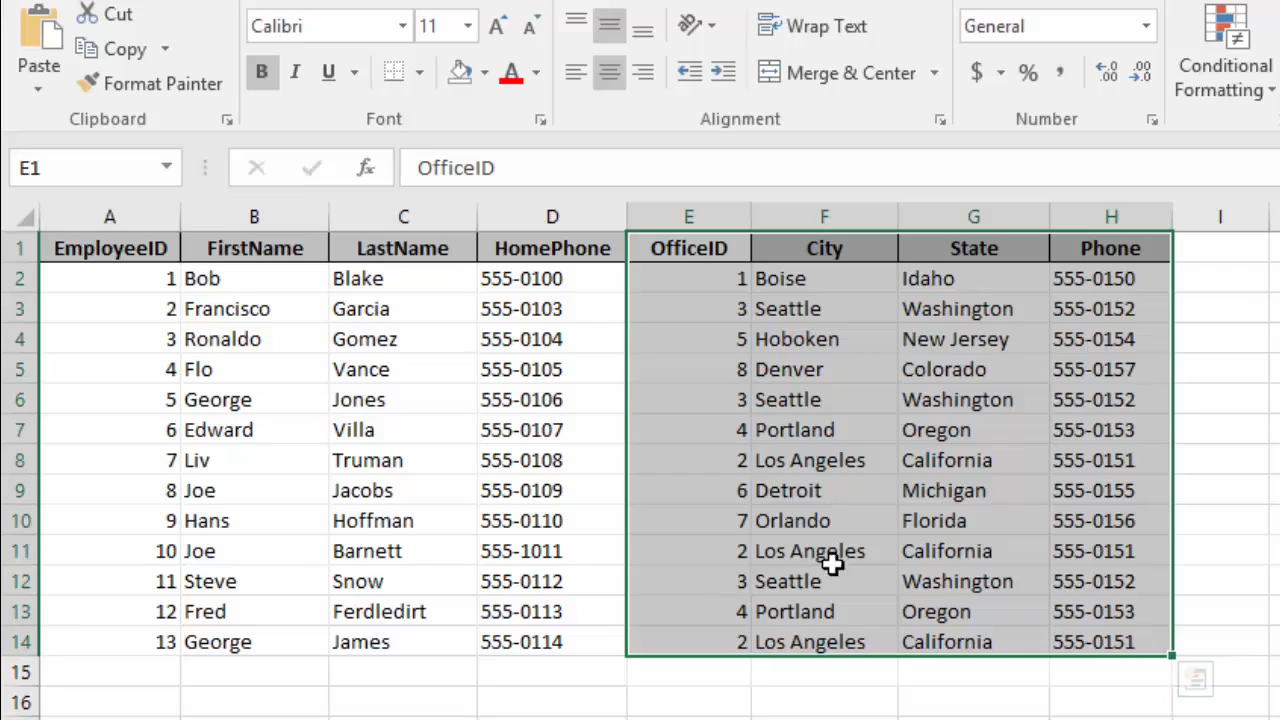 Cut
Calibri 11 Wrap Text General
Copy
Paste Format Painter B I U A Merge & Center $ % , .00 .0 Conditional Formatting
Clipboard Font Alignment Number
E1 fx OfficeID
A B C D E F G H I
1 EmployeeID FirstName LastName HomePhone OfficeID City State Phone
2 1 Bob Blake 555-0100 1 Boise Idaho 555-0150
3 2 Francisco Garcia 555-0103 3 Seattle Washington 555-0152
4 3 Ronaldo Gomez 555-0104 5 Hoboken New Jersey 555-0154
5 4 Flo Vance 555-0105 8 Denver Colorado 555-0157
6 5 George Jones 555-0106 3 Seattle Washington 555-0152
7 6 Edward Villa 555-0107 4 Portland Oregon 555-0153
8 7 Liv Truman 555-0108 2 Los Angeles California 555-0151
9 8 Joe Jacobs 555-0109 6 Detroit Michigan 555-0155
10 9 Hans Hoffman 555-0110 7 Orlando Florida 555-0156
11 10 Joe Barnett 555-1011 2 Los Angeles California 555-0151
12 11 Steve Snow 555-0112 3 Seattle Washington 555-0152
13 12 Fred Ferdledirt 555-0113 4 Portland Oregon 555-0153
14 13 George James 555-0114 2 Los Angeles California 555-0151
15
16